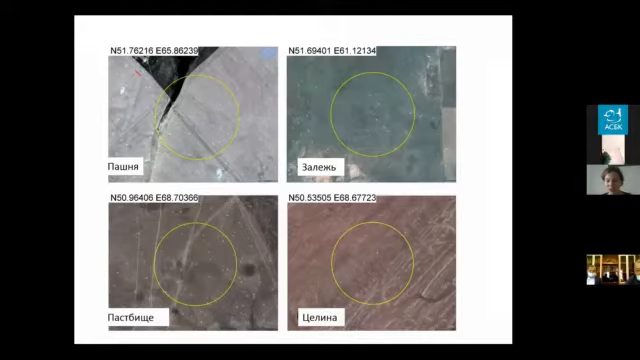 N51.76216 E65.86239
N51.69401 E61.12134
Пашня
Залежь
N50.96406 E68.70366
N50.53505 E68.67723
Пастбище
Целина
АСБК